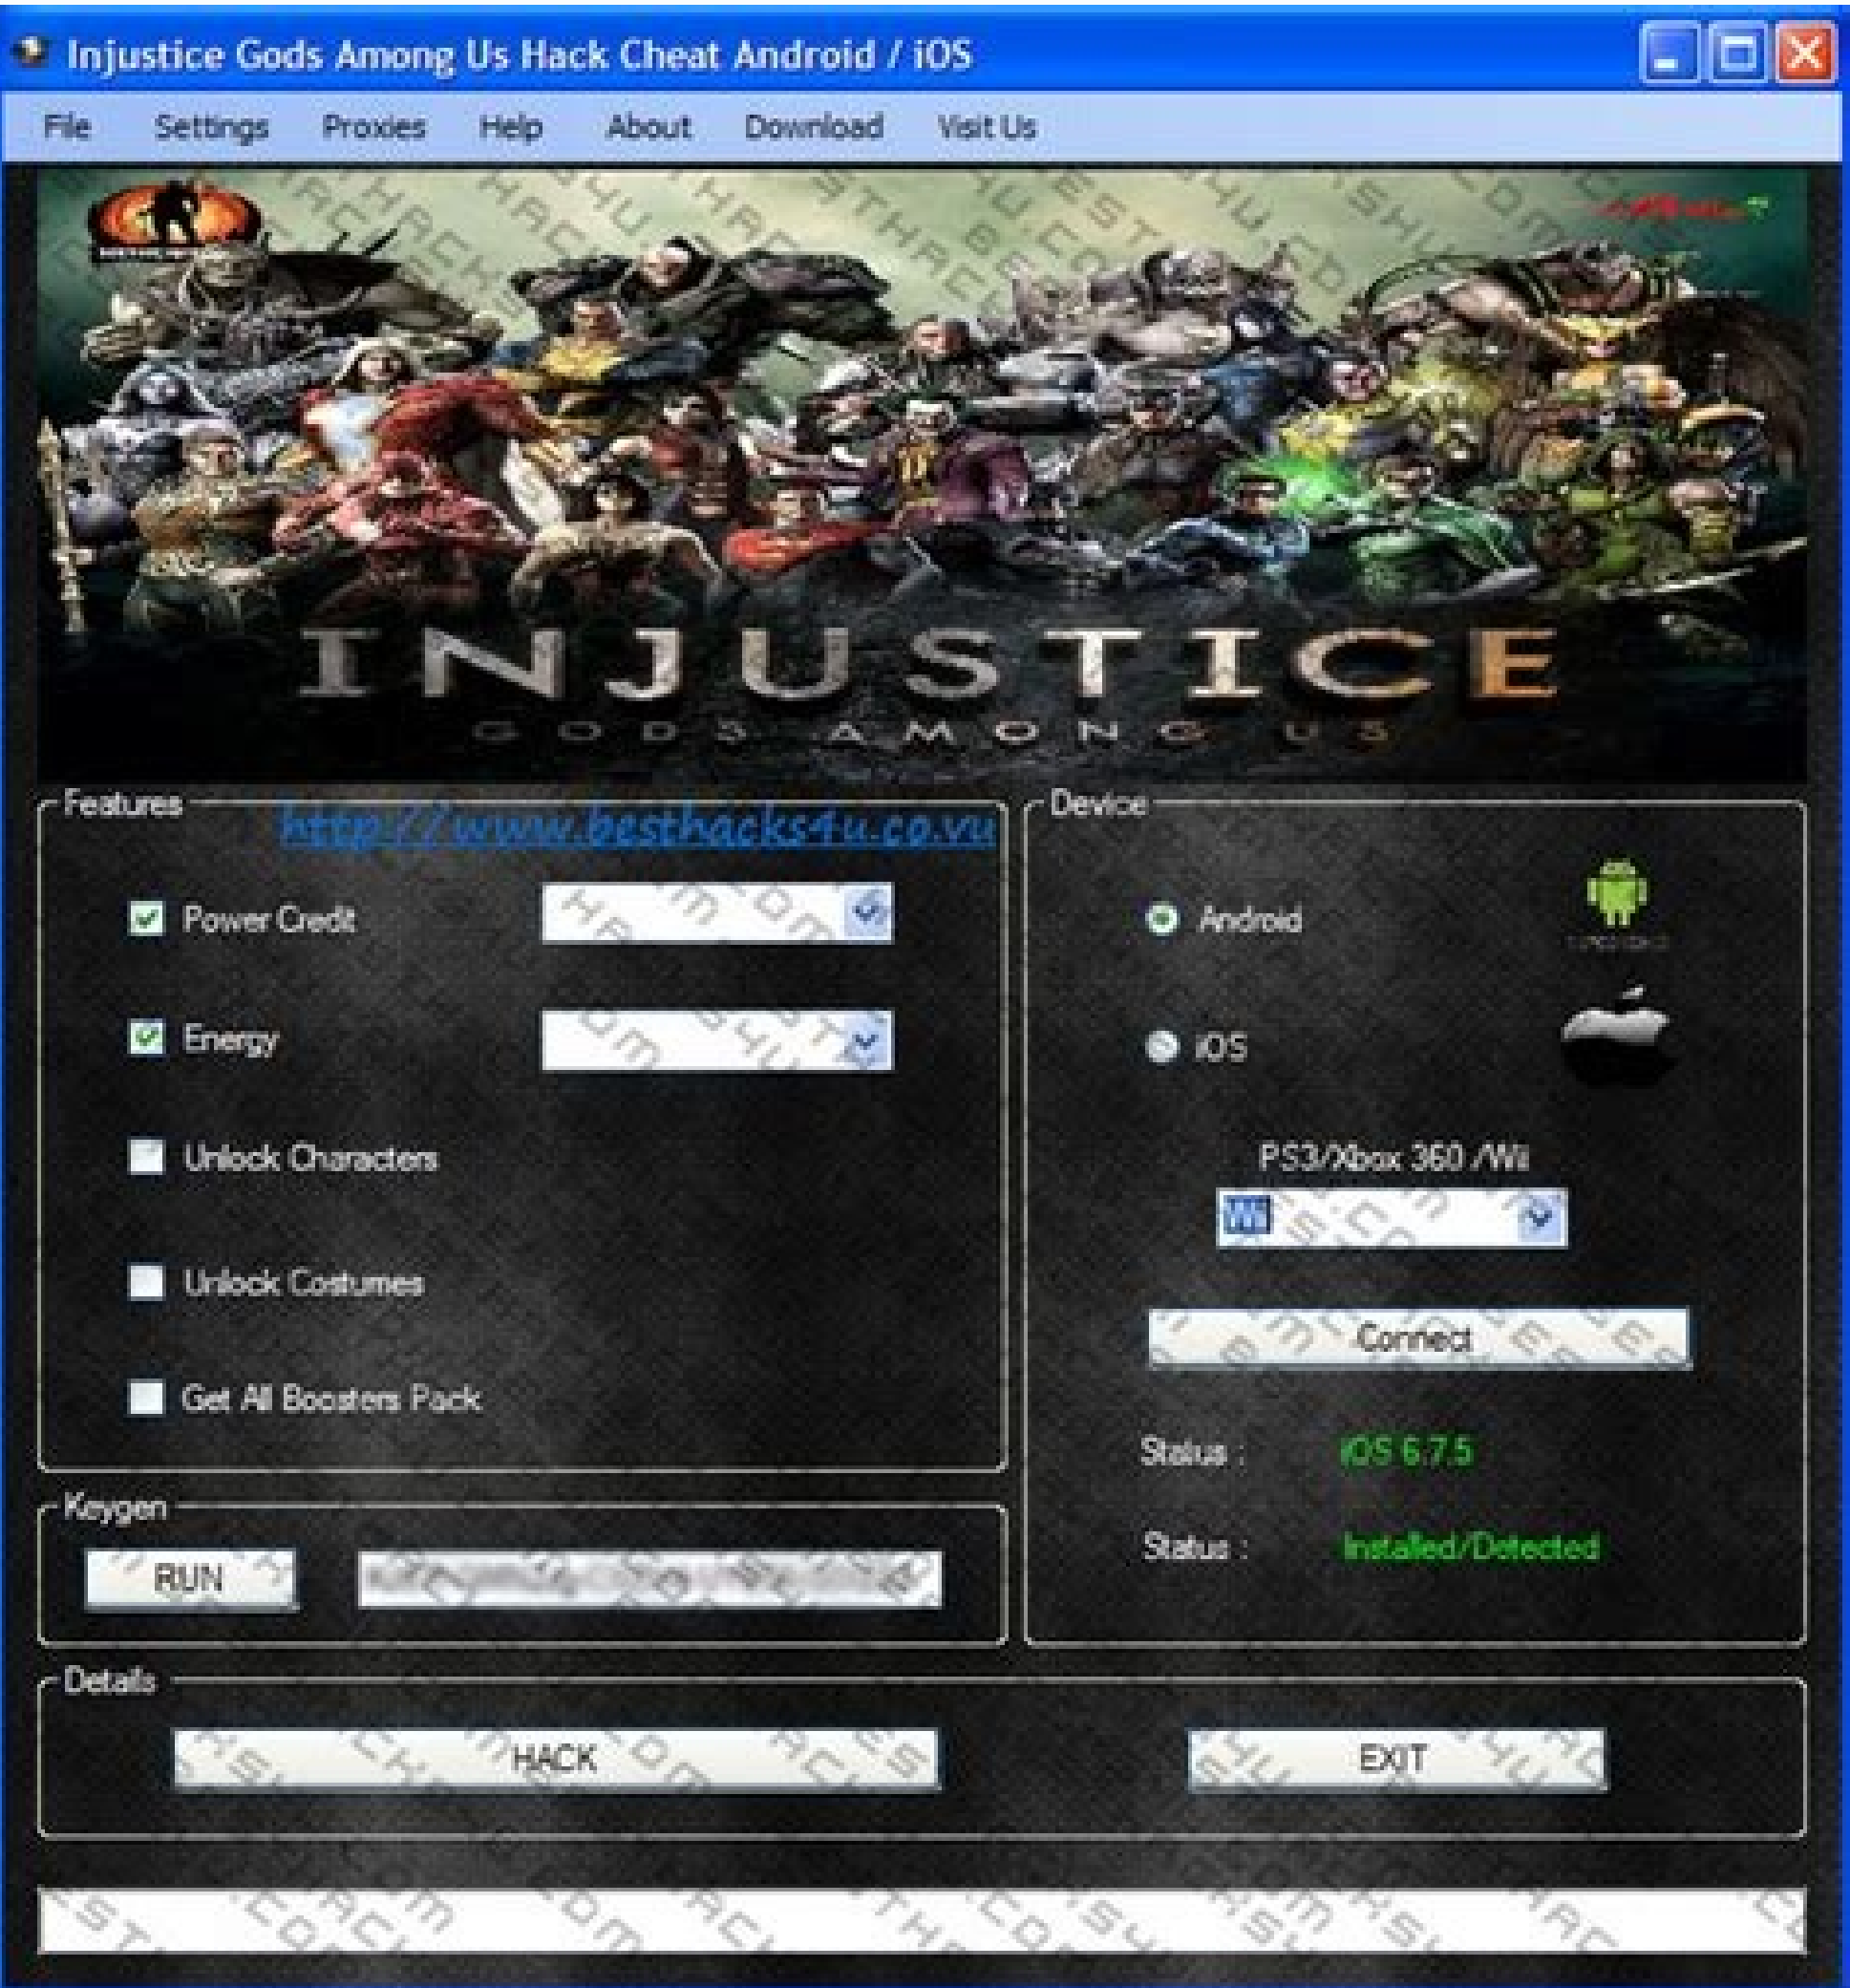 Injustice Gods Among Us Hack Cheat Android / iOS
File Settings Proxies Help About Download Visit Us
INJUSTICE
GODS AMONG US
Features
http://www.besthacks4u.co.vu
Power Credit
Energy
Unlock Characters
Unlock Costumes
Get All Boosters Pack
Device
Android
iOS
PS3/Xbox 360 /Wii
Wii
Connect
Status : iOS 6.7.5
Status : Installed/Detected
Keygen
RUN
Details
HACK EXIT